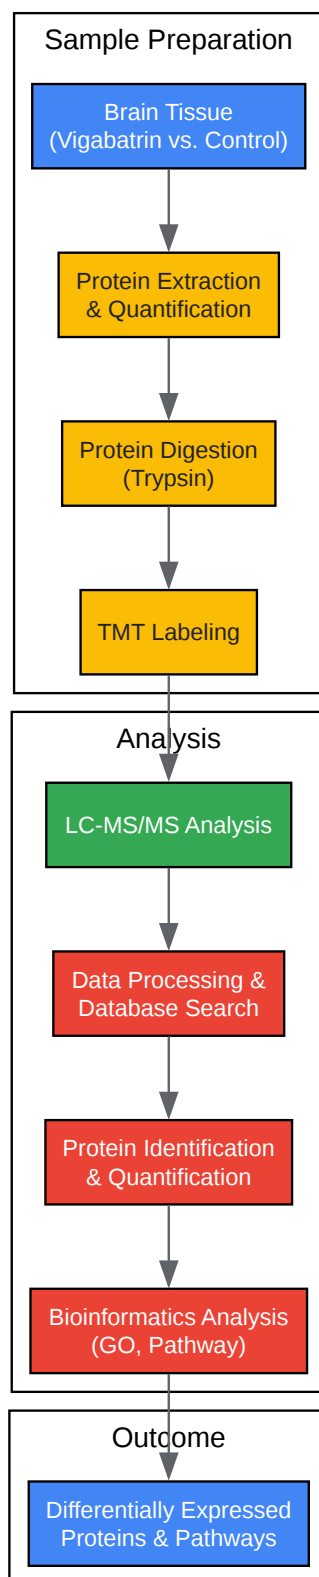 Sample Preparation
Brain Tissue
(Vigabatrin vs. Control)
Protein Extraction
& Quantification
Protein Digestion
(Trypsin)
TMT Labeling
Analysis
LC-MS/MS Analysis
Data Processing &
Database Search
Protein Identification
& Quantification
Bioinformatics Analysis
(GO, Pathway)
Outcome
Differentially Expressed
Proteins & Pathways